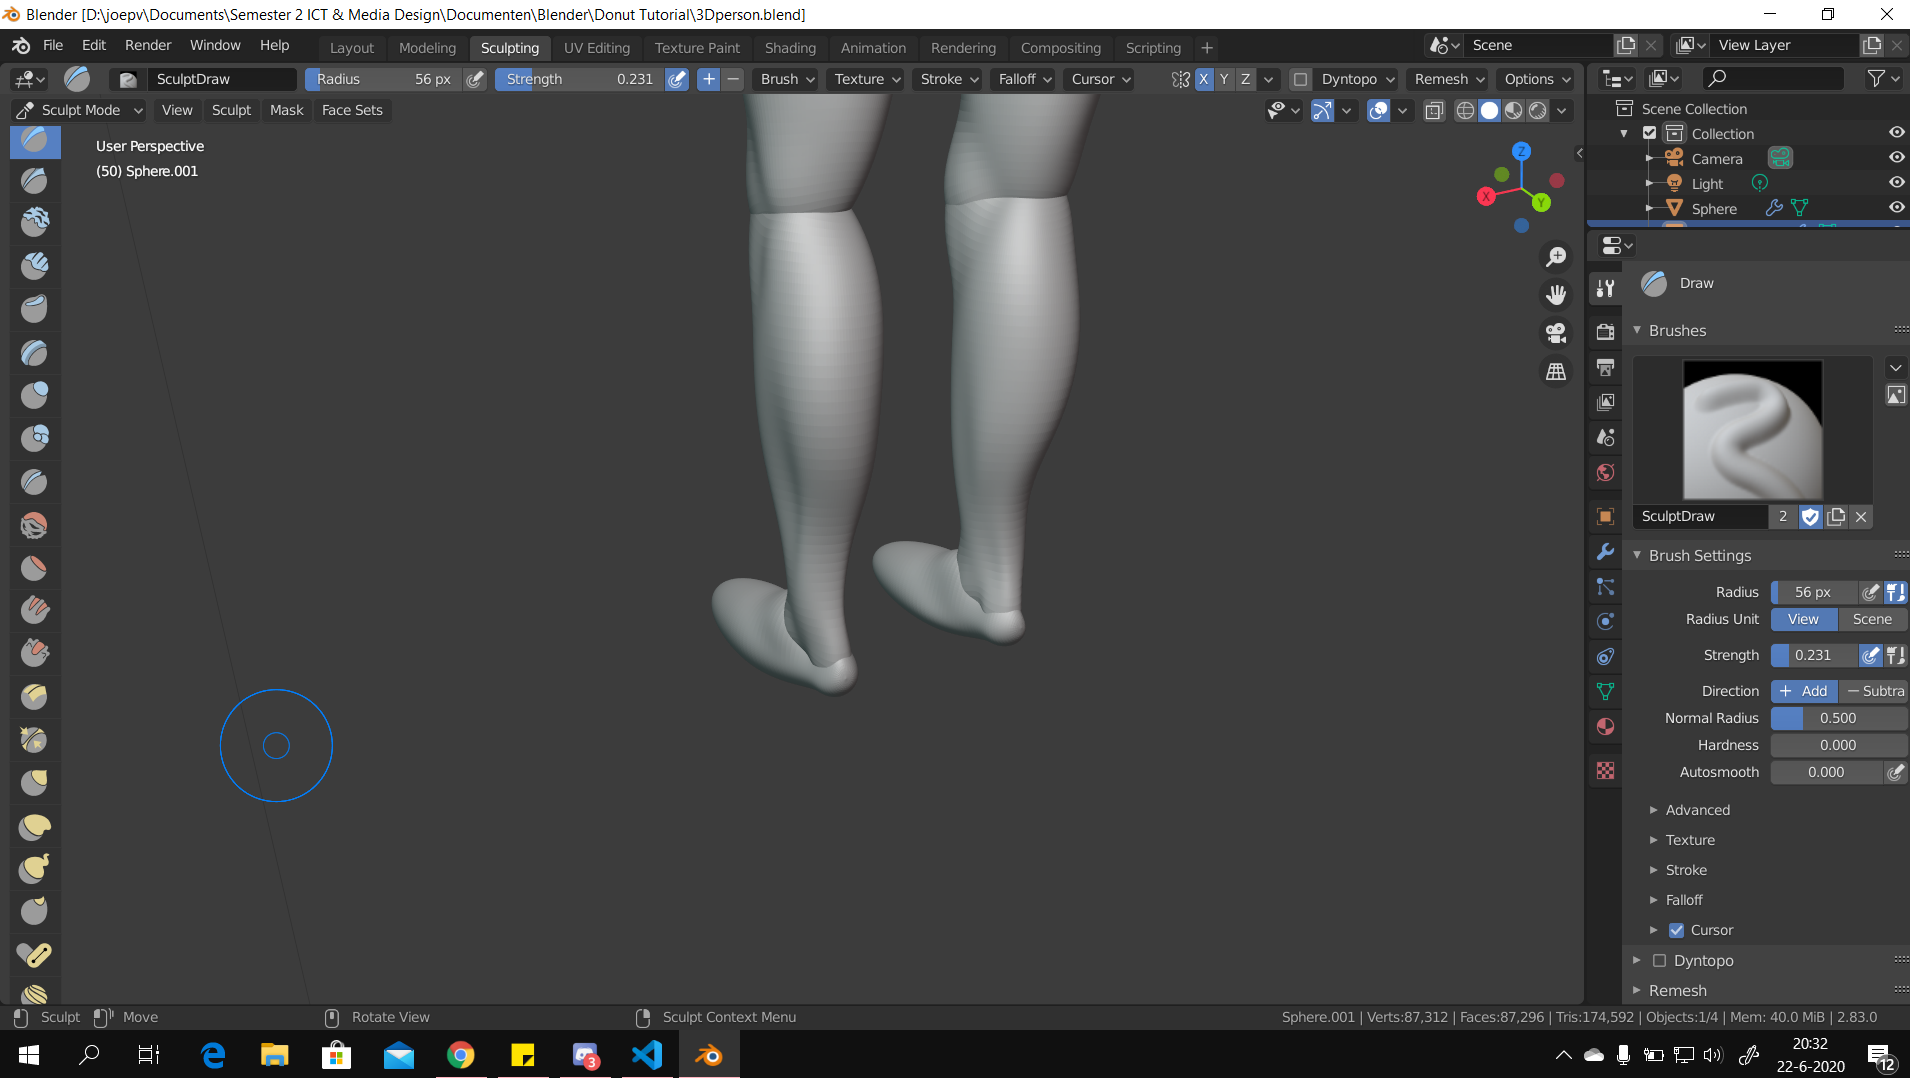 Blender [D:\joepv\Documents\Semester 2 ICT & Media Design\Documenten\Blender\Donut Tutorial\3Dperson.blend]
File Edit Render Window Help Layout Modeling Sculpting UV Editing Texture Paint Shading Animation Rendering Compositing Scripting + Scene View Layer
SculptDraw Radius 56 px Strength 0.231 + − Brush Texture Stroke Falloff Cursor X Y Z Dyntopo Remesh Options
Sculpt Mode View Sculpt Mask Face Sets
Scene Collection
Collection
Camera
Light
Sphere
User Perspective
(50) Sphere.001
Z
X
Y
Draw
Brushes
SculptDraw 2
Brush Settings
Radius 56 px
Radius Unit View Scene
Strength 0.231
Direction + Add − Subtra
Normal Radius 0.500
Hardness 0.000
Autosmooth 0.000
Advanced
Texture
Stroke
Falloff
Cursor
Dyntopo
Remesh
Sculpt Move Rotate View Sculpt Context Menu Sphere.001 | Verts:87,312 | Faces:87,296 | Tris:174,592 | Objects:1/4 | Mem: 40.0 MiB | 2.83.0
3
20:32
22-6-2020
12